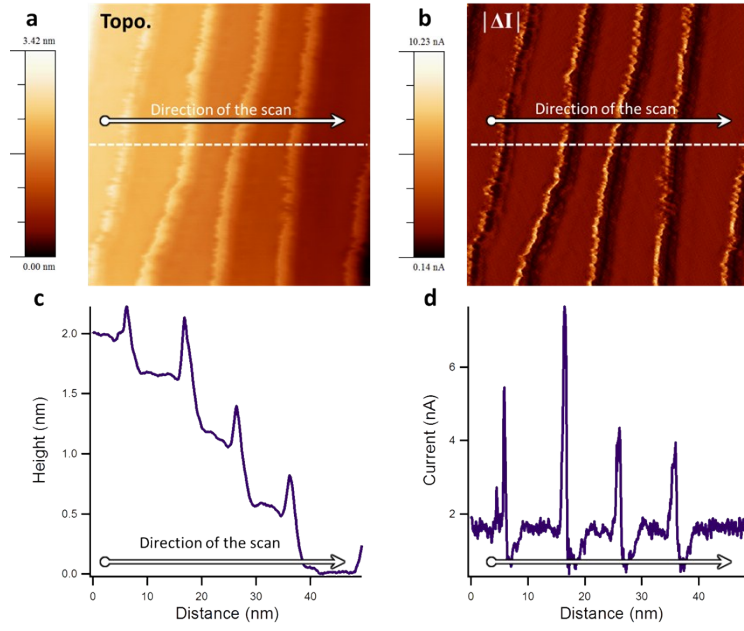 a
Topo.
3.42 nm
0.00 nm
Direction of the scan
b
|ΔI|
10.23 nA
0.14 nA
Direction of the scan
c
Height (nm)
2.0
1.5
1.0
0.5
0.0
Direction of the scan
0
10
20
30
40
Distance (nm)
d
Current (nA)
6
4
2
0
10
20
30
40
Distance (nm)